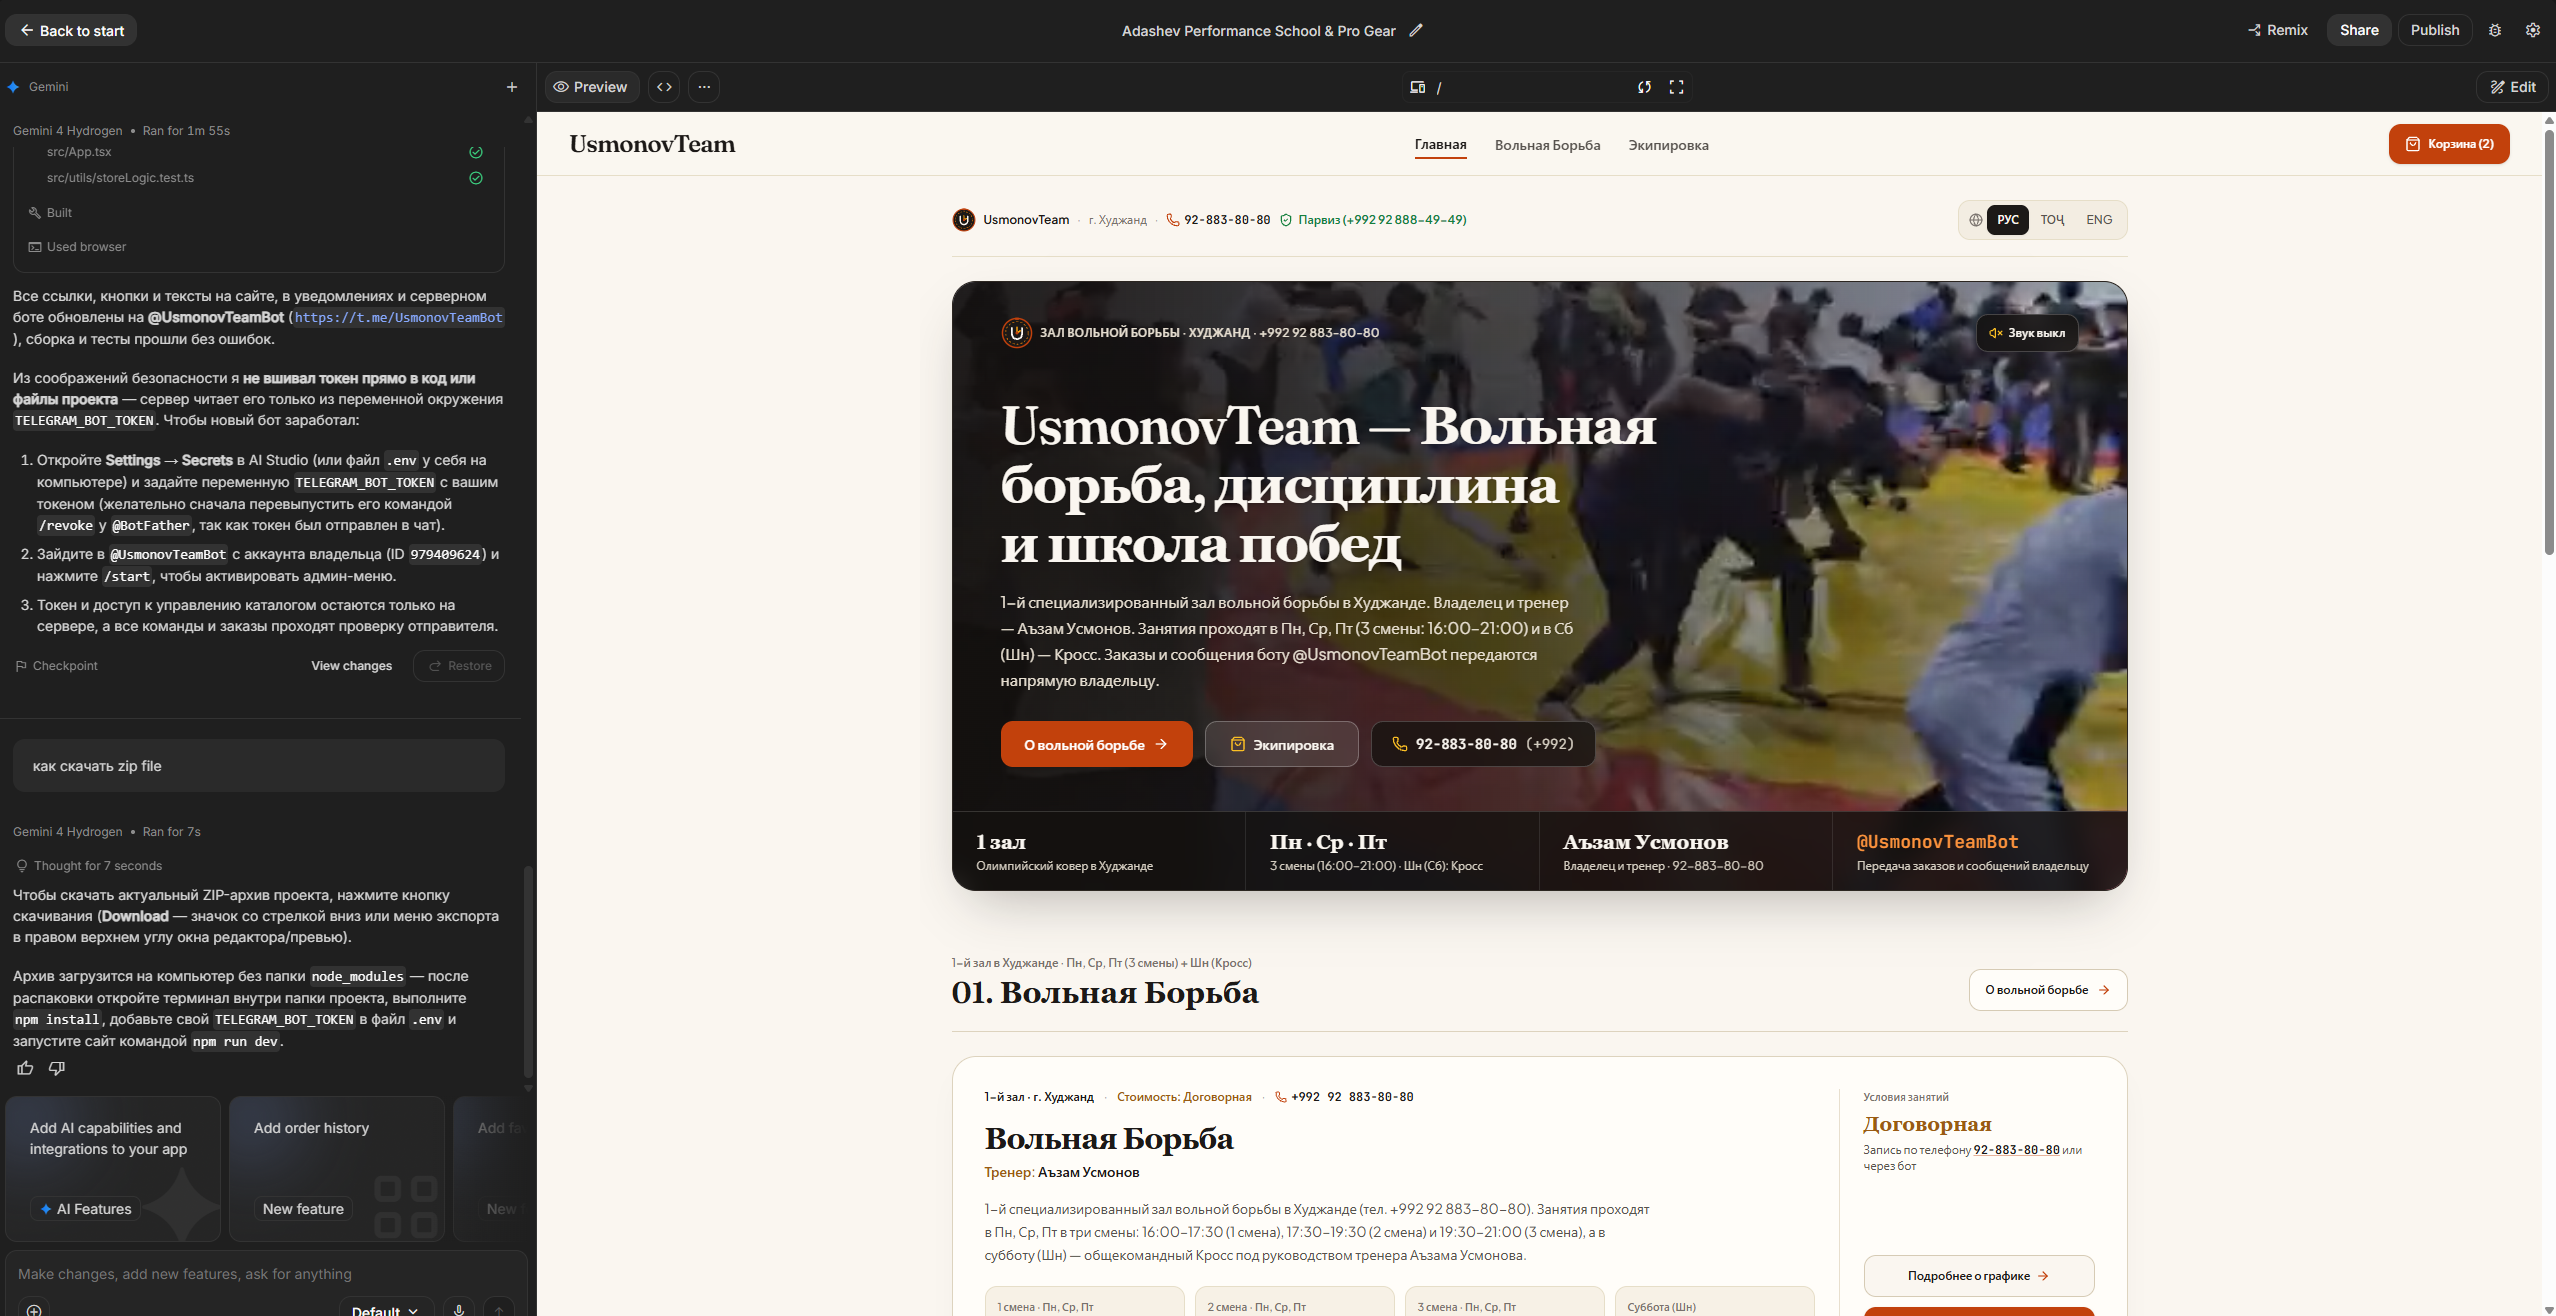 Back to start
Adashev Performance School & Pro Gear
Remix
Share
Publish
Gemini
Preview
/
Edit
Gemini 4 Hydrogen • Ran for 1m 55s
src/App.tsx
src/utils/storeLogic.test.ts
Built
Used browser
Все ссылки, кнопки и тексты на сайте, в уведомлениях и серверном
боте обновлены на @UsmonovTeamBot (https://t.me/UsmonovTeamBot
), сборка и тесты прошли без ошибок.
Из соображений безопасности я не вшивал токен прямо в код или
файлы проекта — сервер читает его только из переменной окружения
TELEGRAM_BOT_TOKEN. Чтобы новый бот заработал:
1. Откройте Settings → Secrets в AI Studio (или файл .env у себя на
компьютере) и задайте переменную TELEGRAM_BOT_TOKEN с вашим
токеном (желательно сначала перевыпустить его командой
/revoke у @BotFather, так как токен был отправлен в чат).
2. Зайдите в @UsmonovTeamBot с аккаунта владельца (ID 979409624) и
нажмите /start, чтобы активировать админ-меню.
3. Токен и доступ к управлению каталогом остаются только на
сервере, а все команды и заказы проходят проверку отправителя.
Checkpoint
View changes
Restore
как скачать zip file
Gemini 4 Hydrogen • Ran for 7s
Thought for 7 seconds
Чтобы скачать актуальный ZIP-архив проекта, нажмите кнопку
скачивания (Download — значок со стрелкой вниз или меню экспорта
в правом верхнем углу окна редактора/превью).
Архив загрузится на компьютер без папки node_modules — после
распаковки откройте терминал внутри папки проекта, выполните
npm install, добавьте свой TELEGRAM_BOT_TOKEN в файл .env и
запустите сайт командой npm run dev.
Add AI capabilities and
integrations to your app
AI Features
Add order history
New feature
Add fa
New
Make changes, add new features, ask for anything
Default
UsmonovTeam
Главная
Вольная Борьба
Экипировка
Корзина (2)
UsmonovTeam · г. Худжанд · 92-883-80-80 Парвиз (+992 92 888-49-49)
РУС
ТОҶ
ENG
ЗАЛ ВОЛЬНОЙ БОРЬБЫ · ХУДЖАНД · +992 92 883-80-80
Звук выкл
UsmonovTeam — Вольная
борьба, дисциплина
и школа побед
1-й специализированный зал вольной борьбы в Худжанде. Владелец и тренер
— Аъзам Усмонов. Занятия проходят в Пн, Ср, Пт (3 смены: 16:00–21:00) и в Сб
(Шн) — Кросс. Заказы и сообщения боту @UsmonovTeamBot передаются
напрямую владельцу.
О вольной борьбе
Экипировка
92-883-80-80 (+992)
1 зал
Олимпийский ковер в Худжанде
Пн · Ср · Пт
3 смены (16:00–21:00) · Шн (Сб): Кросс
Аъзам Усмонов
Владелец и тренер · 92-883-80-80
@UsmonovTeamBot
Передача заказов и сообщений владельцу
1-й зал в Худжанде · Пн, Ср, Пт (3 смены) + Шн (Кросс)
01. Вольная Борьба
О вольной борьбе
1-й зал · г. Худжанд · Стоимость: Договорная · +992 92 883-80-80
Вольная Борьба
Тренер: Аъзам Усмонов
1-й специализированный зал вольной борьбы в Худжанде (тел. +992 92 883-80-80). Занятия проходят
в Пн, Ср, Пт в три смены: 16:00–17:30 (1 смена), 17:30–19:30 (2 смена) и 19:30–21:00 (3 смена), а в
субботу (Шн) — общекомандный Кросс под руководством тренера Аъзама Усмонова.
1 смена · Пн, Ср, Пт
2 смена · Пн, Ср, Пт
3 смена · Пн, Ср, Пт
Суббота (Шн)
Условия занятий
Договорная
Запись по телефону 92-883-80-80 или
через бот
Подробнее о графике